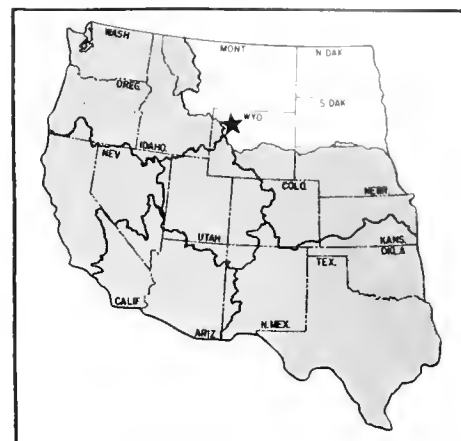 WASH
MONT
N. DAK
OREG.
S. DAK
WYO
IDAHO
NEV
NEBR.
COLO.
UTAH
KANS.
OKLA
TEX.
CALIF
ARIZ
N. MEX.